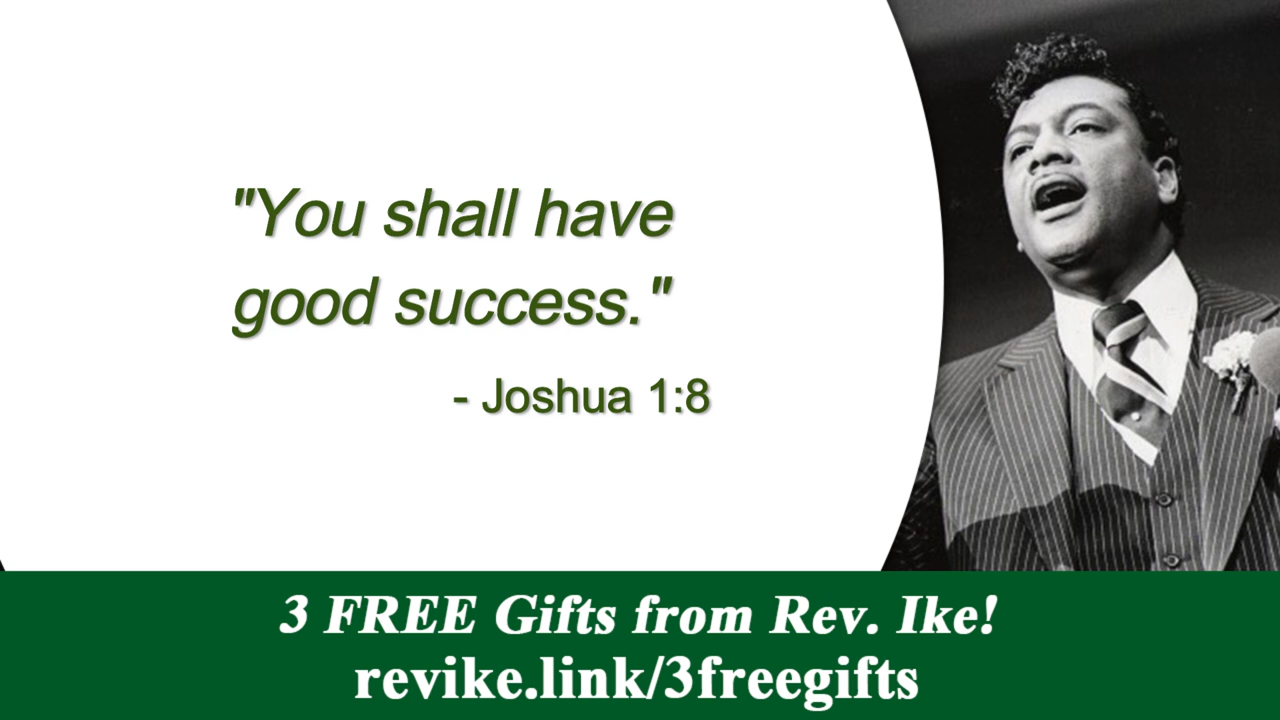 "You shall have
good success."
- Joshua 1:8
3 FREE Gifts from Rev. Ike!
revike.link/3freegifts